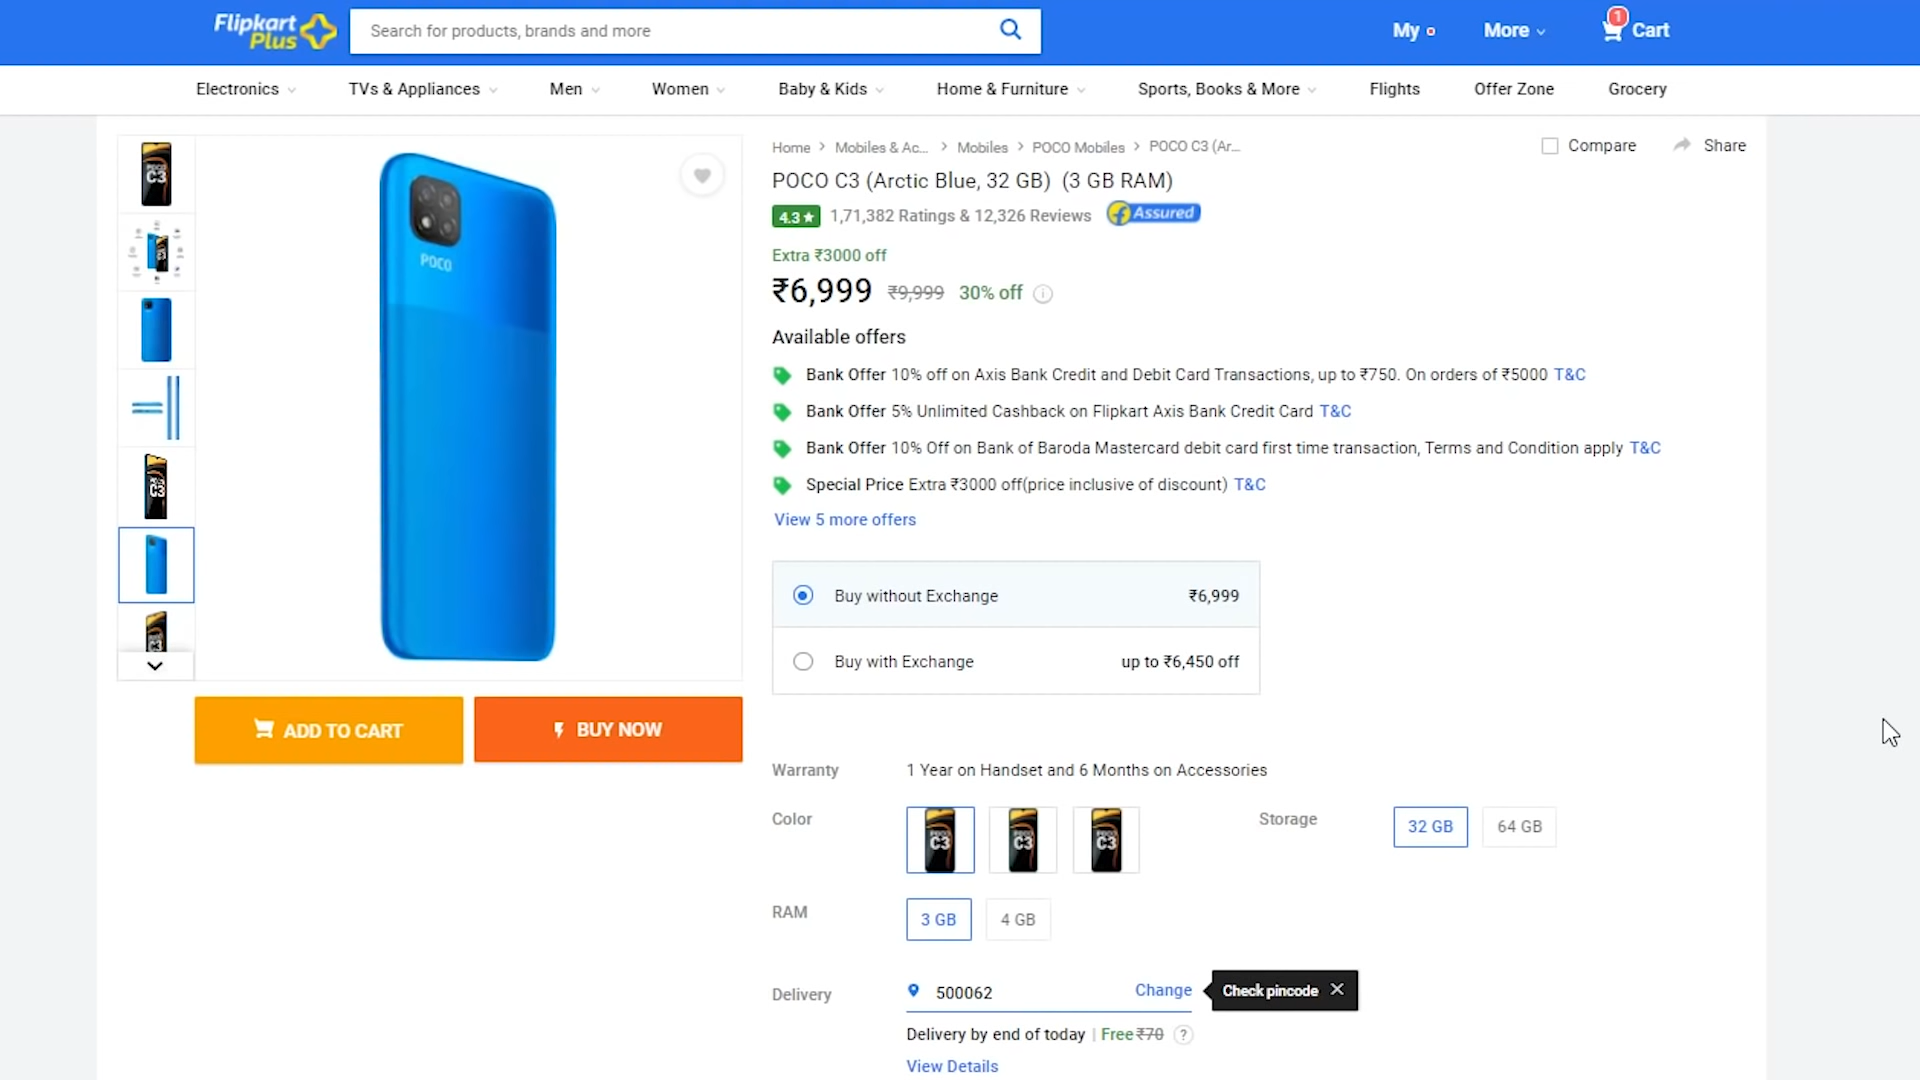 Flipkart
Plus
Search for products, brands and more
My
More
1
Cart
Electronics
TVs & Appliances
Men
Women
Baby & Kids
Home & Furniture
Sports, Books & More
Flights
Offer Zone
Grocery
POCO
C3
POCO
Home
Mobiles & Ac...
Mobiles
POCO Mobiles
POCO C3 (Ar...
Compare
Share
POCO C3 (Arctic Blue, 32 GB) (3 GB RAM)
4.3★ 1,71,382 Ratings & 12,326 Reviews
f Assured
Extra ₹3000 off
₹6,999 ₹9,999 30% off
Available offers
Bank Offer 10% off on Axis Bank Credit and Debit Card Transactions, up to ₹750. On orders of ₹5000 T&C
Bank Offer 5% Unlimited Cashback on Flipkart Axis Bank Credit Card T&C
Bank Offer 10% Off on Bank of Baroda Mastercard debit card first time transaction, Terms and Condition apply T&C
Special Price Extra ₹3000 off(price inclusive of discount) T&C
View 5 more offers
Buy without Exchange ₹6,999
Buy with Exchange up to ₹6,450 off
ADD TO CART
BUY NOW
Warranty 1 Year on Handset and 6 Months on Accessories
Color
POCO
C3
POCO
C3
POCO
C3
Storage 32 GB 64 GB
RAM 3 GB 4 GB
Delivery 500062 Change
Check pincode
Delivery by end of today | Free ₹70 ?
View Details